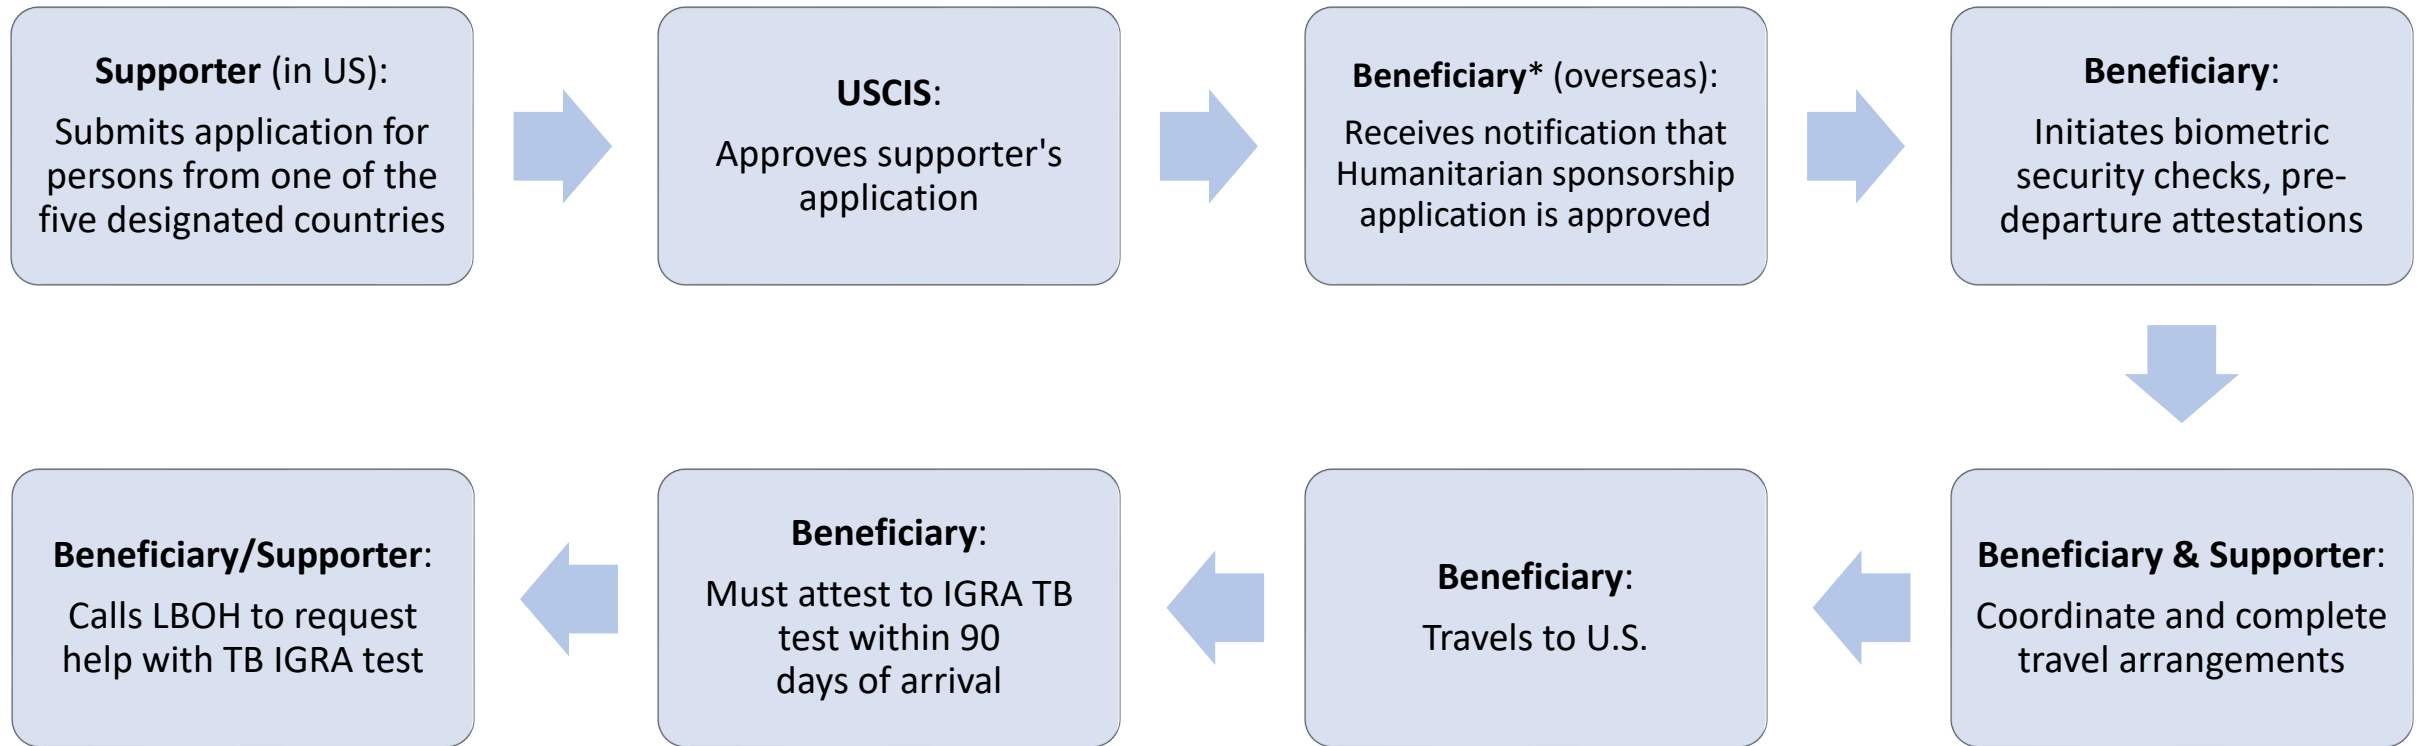 Supporter (in US):
Submits application for
persons from one of the
five designated countries
USCIS:
Approves supporter's
application
Beneficiary* (overseas):
Receives notification that
Humanitarian sponsorship
application is approved
Beneficiary:
Initiates biometric
security checks, pre-
departure attestations
Beneficiary & Supporter:
Coordinate and complete
travel arrangements
Beneficiary:
Travels to U.S.
Beneficiary:
Must attest to IGRA TB
test within 90
days of arrival
Beneficiary/Supporter:
Calls LBOH to request
help with TB IGRA test